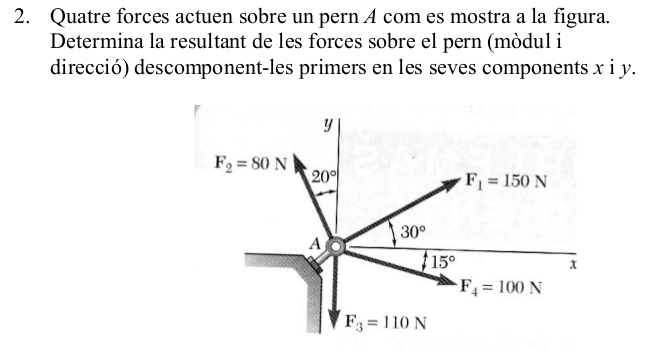 2. Quatre forces actuen sobre un pern A com es mostra a la figura.
Determina la resultant de les forces sobre el pern (mòdul i
direcció) descomponent-les primers en les seves components x i y.
y
F₂ = 80 N
20°
F₁ = 150 N
30°
A
15°
x
F₄ = 100 N
F₃ = 110 N